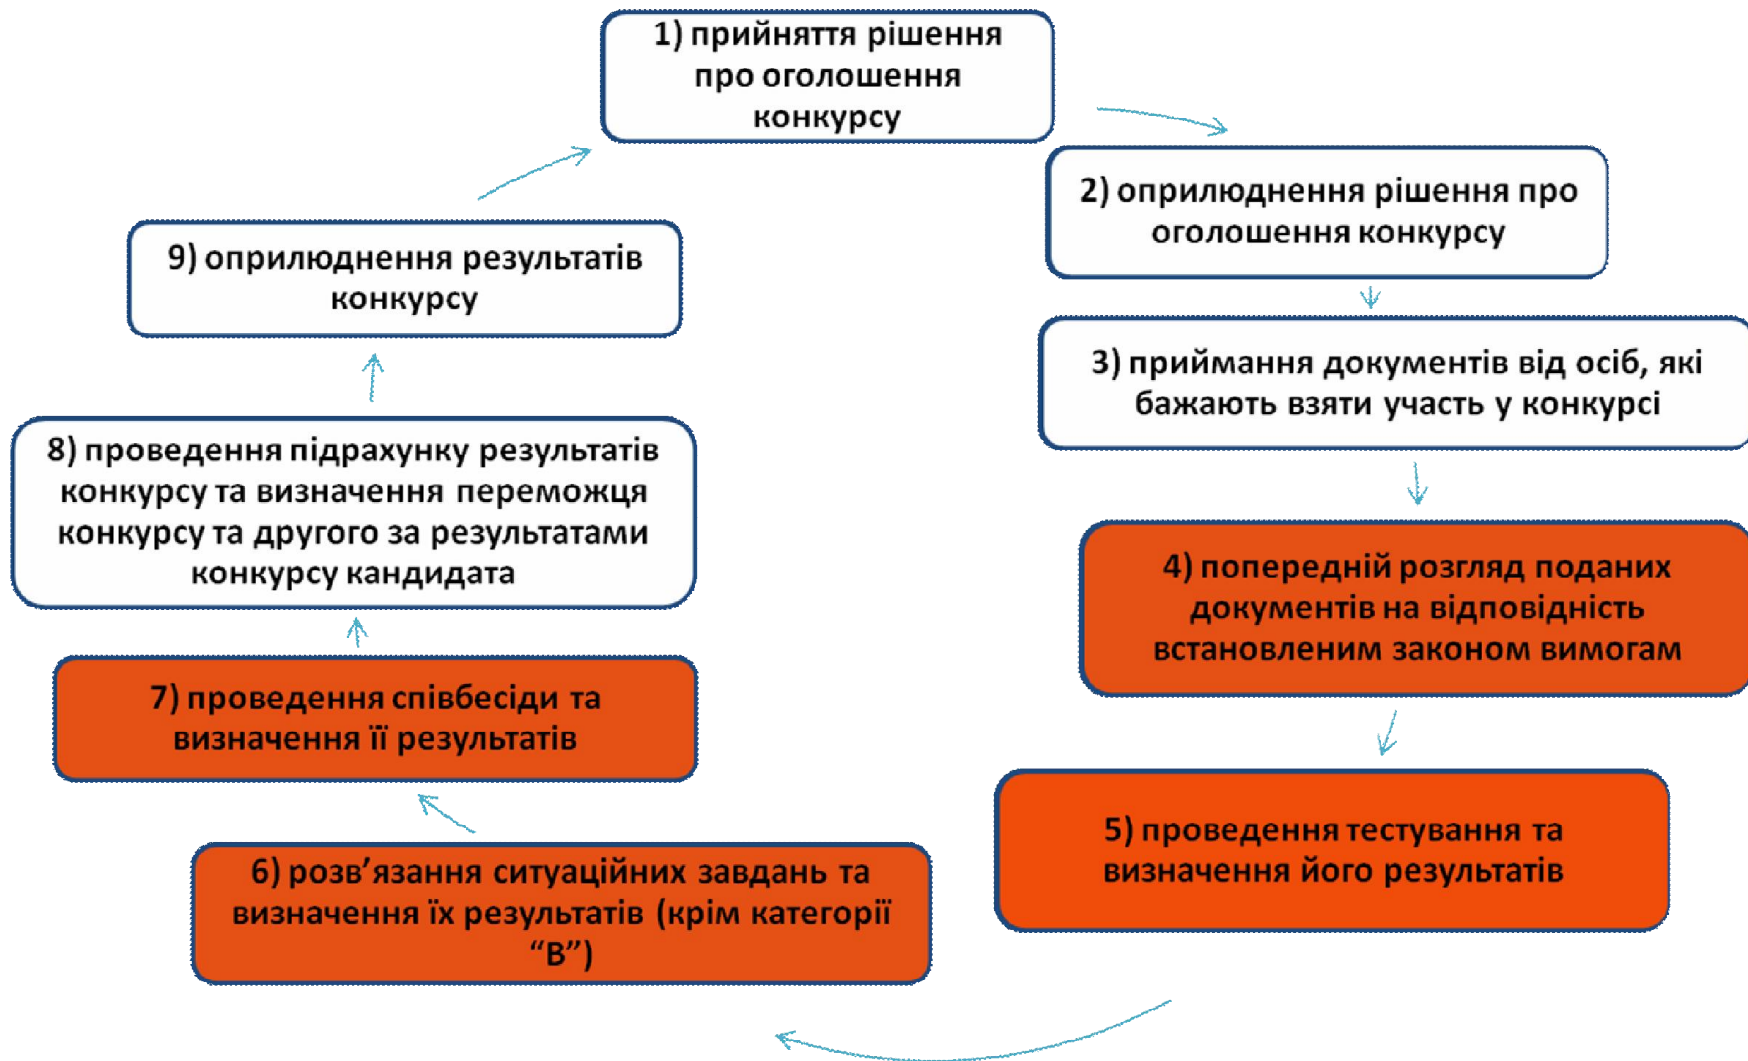 1) прийняття рішення
про оголошення
конкурсу
2) оприлюднення рішення про
оголошення конкурсу
3) приймання документів від осіб, які
бажають взяти участь у конкурсі
4) попередній розгляд поданих
документів на відповідність
встановленим законом вимогам
5) проведення тестування та
визначення його результатів
6) розв’язання ситуаційних завдань та
визначення їх результатів (крім категорії
“В”)
7) проведення співбесіди та
визначення її результатів
8) проведення підрахунку результатів
конкурсу та визначення переможця
конкурсу та другого за результатами
конкурсу кандидата
9) оприлюднення результатів
конкурсу